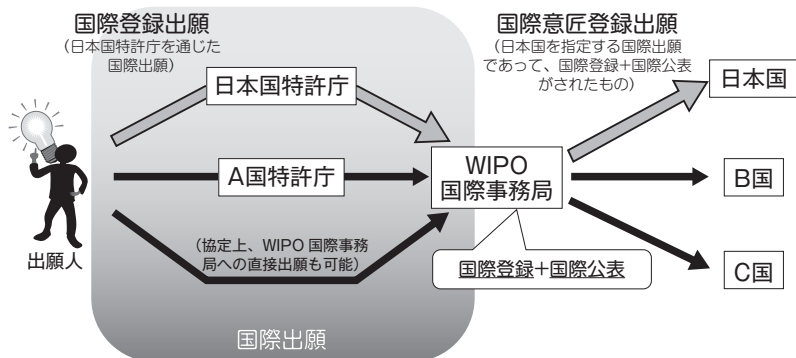 国際登録出願
（日本国特許庁を通じた
国際出願）
国際意匠登録出願
（日本国を指定する国際出願
であって、国際登録＋国際公表
がされたもの）
日本国特許庁
日本国
A国特許庁
WIPO
国際事務局
B国
出願人
（協定上、WIPO 国際事務
局への直接出願も可能）
国際登録＋国際公表
C国
国際出願